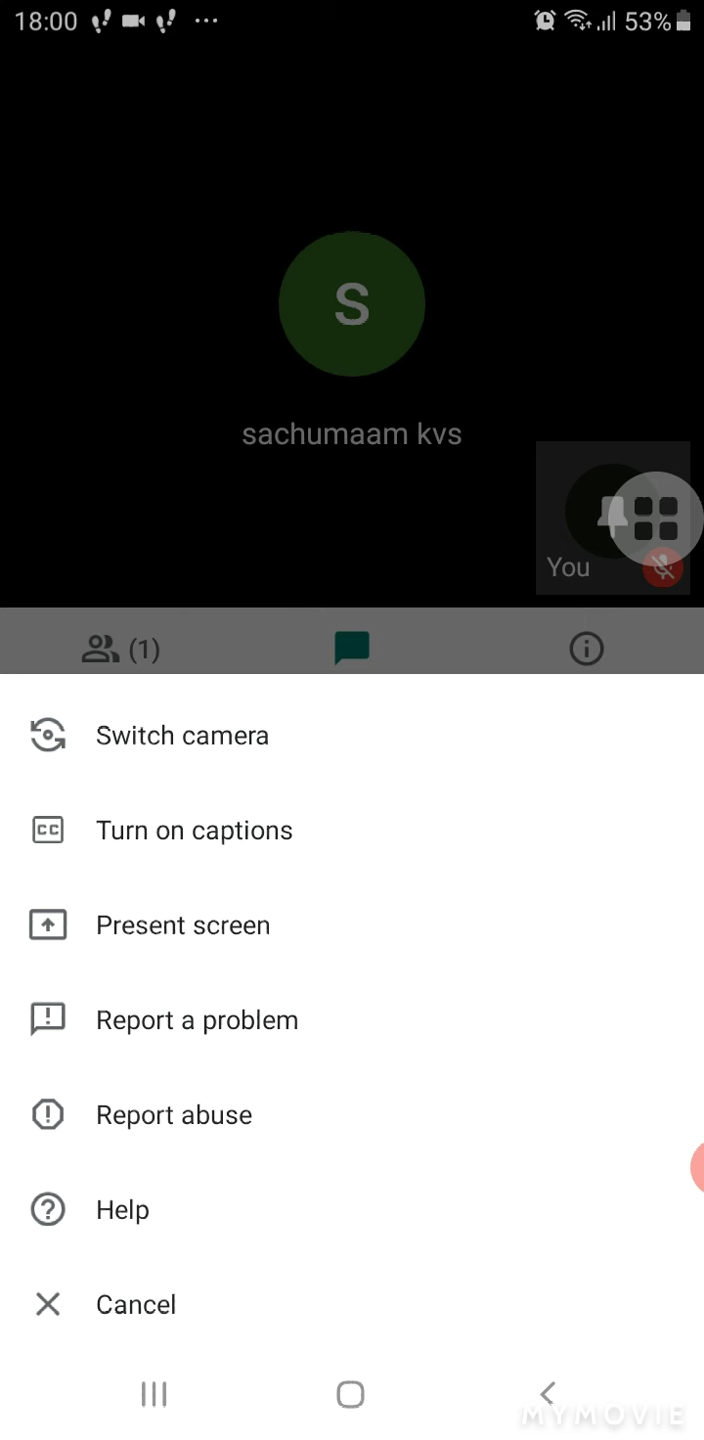 18:00
53%
S
sachumaam kvs
You
(1)
Switch camera
CC Turn on captions
Present screen
Report a problem
Report abuse
Help
Cancel
MYMOVIE